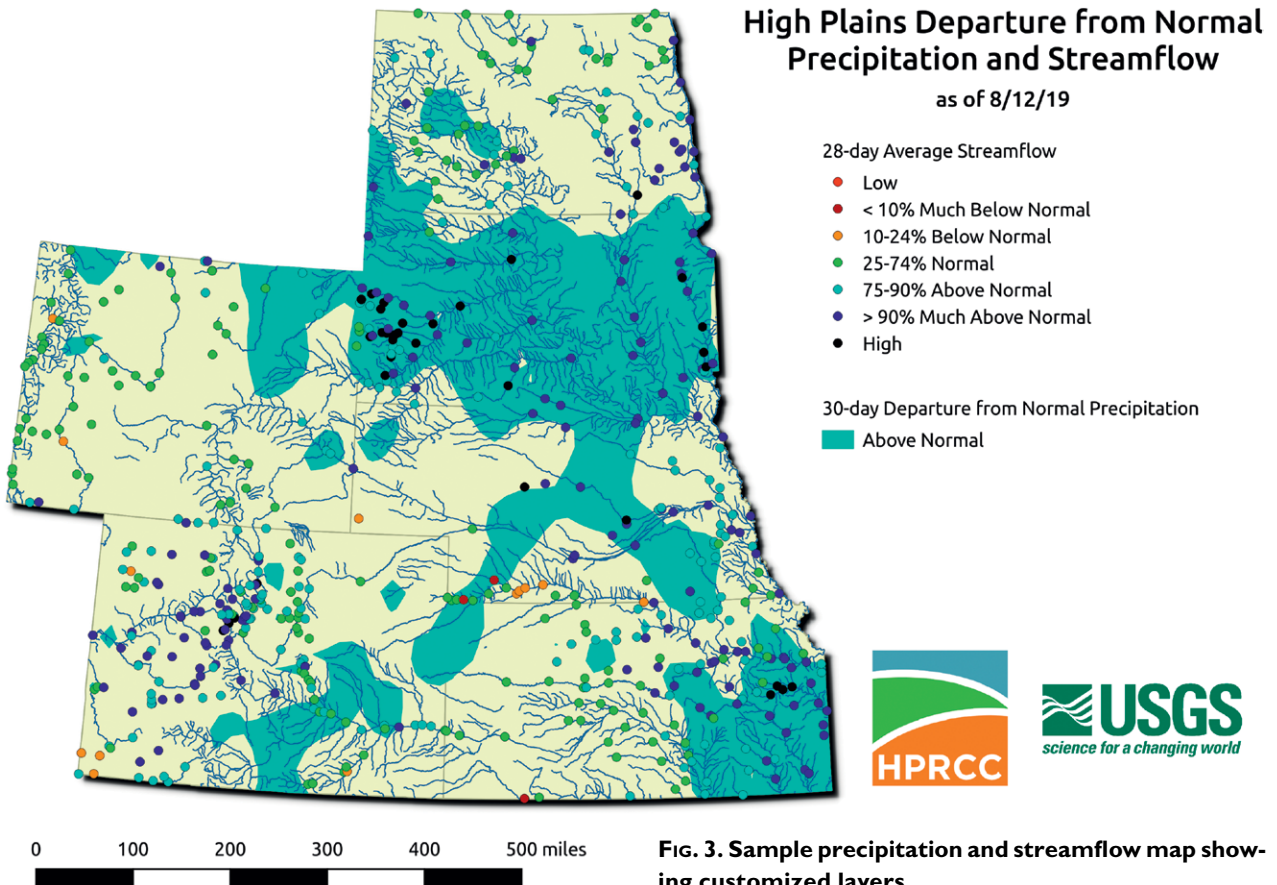 High Plains Departure from Normal
Precipitation and Streamflow
as of 8/12/19
28-day Average Streamflow
Low
< 10% Much Below Normal
10-24% Below Normal
25-74% Normal
75-90% Above Normal
> 90% Much Above Normal
High
30-day Departure from Normal Precipitation
Above Normal
HPRCC
USGS
science for a changing world
0 100 200 300 400 500 miles
FIG. 3. Sample precipitation and streamflow map show-
ing customized layers